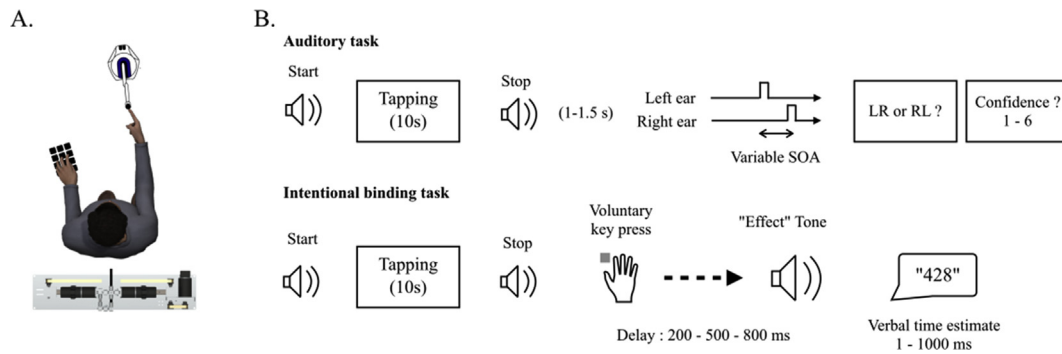 A.
B.
Auditory task
Start
Tapping
(10s)
Stop
(1-1.5 s)
Left ear
Right ear
Variable SOA
LR or RL ?
Confidence ?
1 - 6
Intentional binding task
Start
Tapping
(10s)
Stop
Voluntary
key press
"Effect" Tone
Delay : 200 - 500 - 800 ms
"428"
Verbal time estimate
1 - 1000 ms